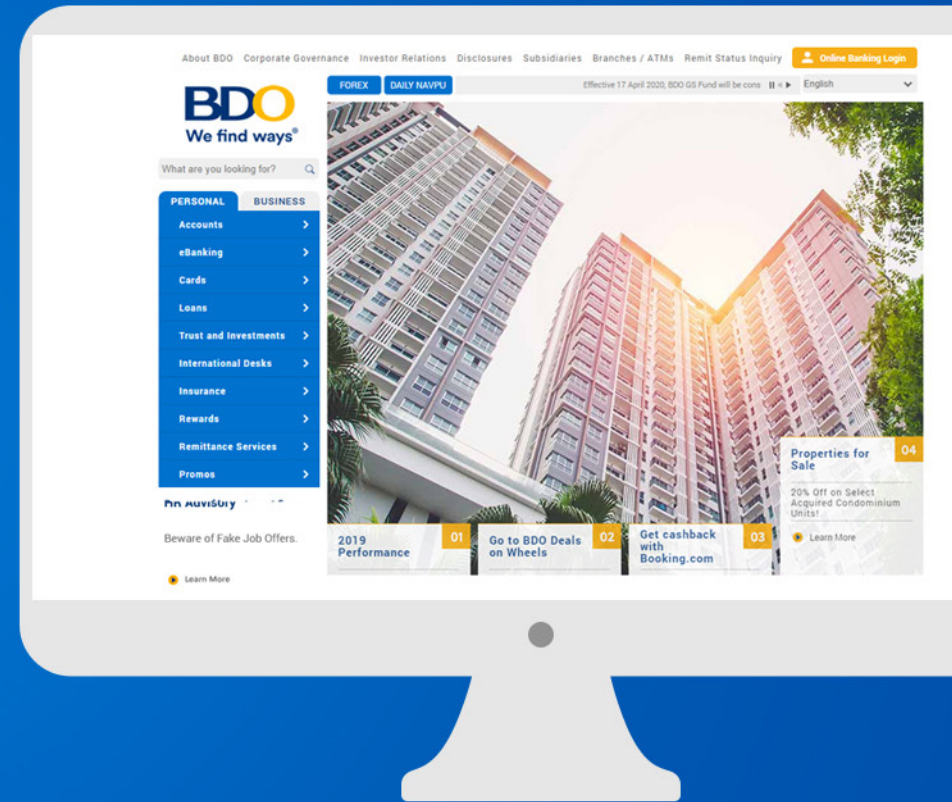 About BDO Corporate Governance Investor Relations Disclosures Subsidiaries Branches / ATMs Remit Status Inquiry Online Banking Login
FOREX DAILY NAVPU Effective 17 April 2020, BDO GS Fund will be cons English
BDO
We find ways®
What are you looking for?
PERSONAL BUSINESS
Accounts
eBanking
Cards
Loans
Trust and Investments
International Desks
Insurance
Rewards
Remittance Services
Promos
Advisory
Beware of Fake Job Offers.
Learn More
2019
Performance
01
Go to BDO Deals
on Wheels
02
Get cashback
with
Booking.com
03
Properties for
Sale
04
20% Off on Select
Acquired Condominium
Units!
Learn More